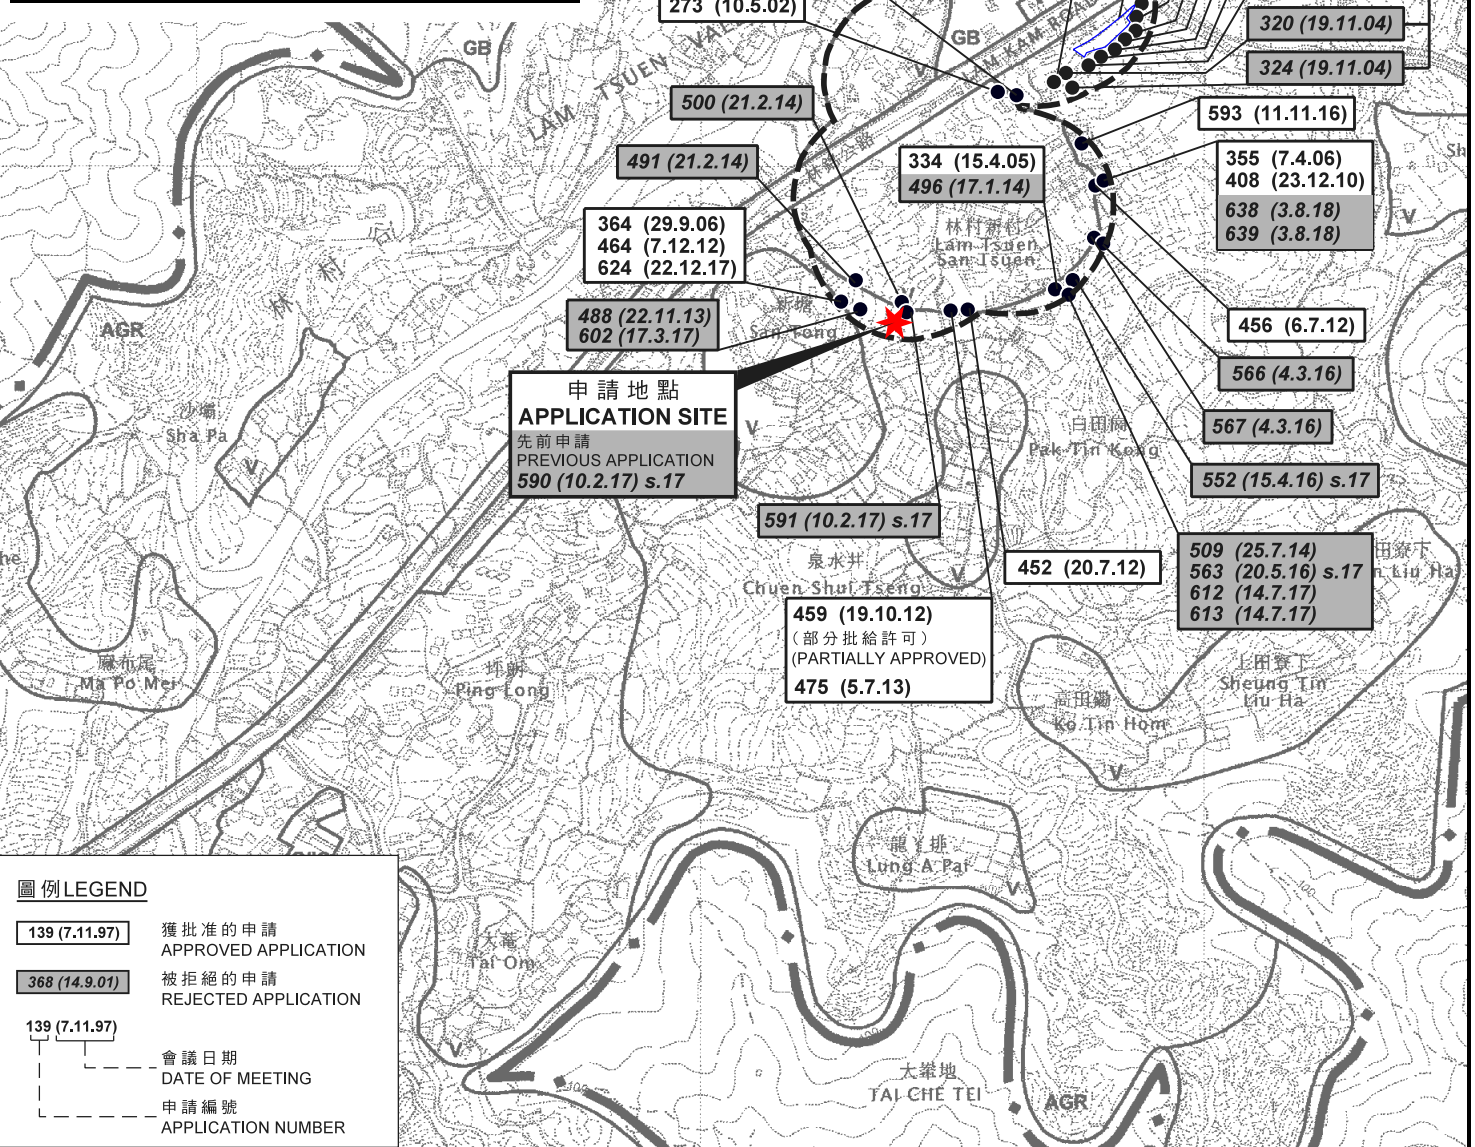 273 (10.5.02)
GB
LAM TSUEN VALLEY
GB
LAM KAM ROAD
林錦公路
320 (19.11.04)
324 (19.11.04)
500 (21.2.14)
593 (11.11.16)
491 (21.2.14)
334 (15.4.05)
496 (17.1.14)
355 (7.4.06)
408 (23.12.10)
638 (3.8.18)
639 (3.8.18)
V
V
364 (29.9.06)
464 (7.12.12)
624 (22.12.17)
林村新村
Lam Tsuen
San Tsuen
林村谷
488 (22.11.13)
602 (17.3.17)
新塘
San Tong
V
AGR
456 (6.7.12)
566 (4.3.16)
申請地點
APPLICATION SITE
先前申請
PREVIOUS APPLICATION
590 (10.2.17) s.17
沙壩
Sha Pa
V
V
567 (4.3.16)
Pak Tin Kong
552 (15.4.16) s.17
591 (10.2.17) s.17
泉水井
Chuen Shui Tseng
V
452 (20.7.12)
509 (25.7.14)
563 (20.5.16) s.17
612 (14.7.17)
613 (14.7.17)
田寮下
n Liu Ha
459 (19.10.12)
(部分批給許可)
(PARTIALLY APPROVED)
475 (5.7.13)
麻布尾
Ma Po Mei
坪朗
Ping Long
上田寮下
Sheung Tin
Liu Ha
Ko Tin Hom
V
龍丫排
Lung A Pai
V
大菴
Tai Om
V
100
100
100
大輋地
TAI CHE TEI
AGR
圖例 LEGEND
139 (7.11.97)
獲批准的申請
APPROVED APPLICATION
368 (14.9.01)
被拒絕的申請
REJECTED APPLICATION
139 (7.11.97)
會議日期
DATE OF MEETING
申請編號
APPLICATION NUMBER